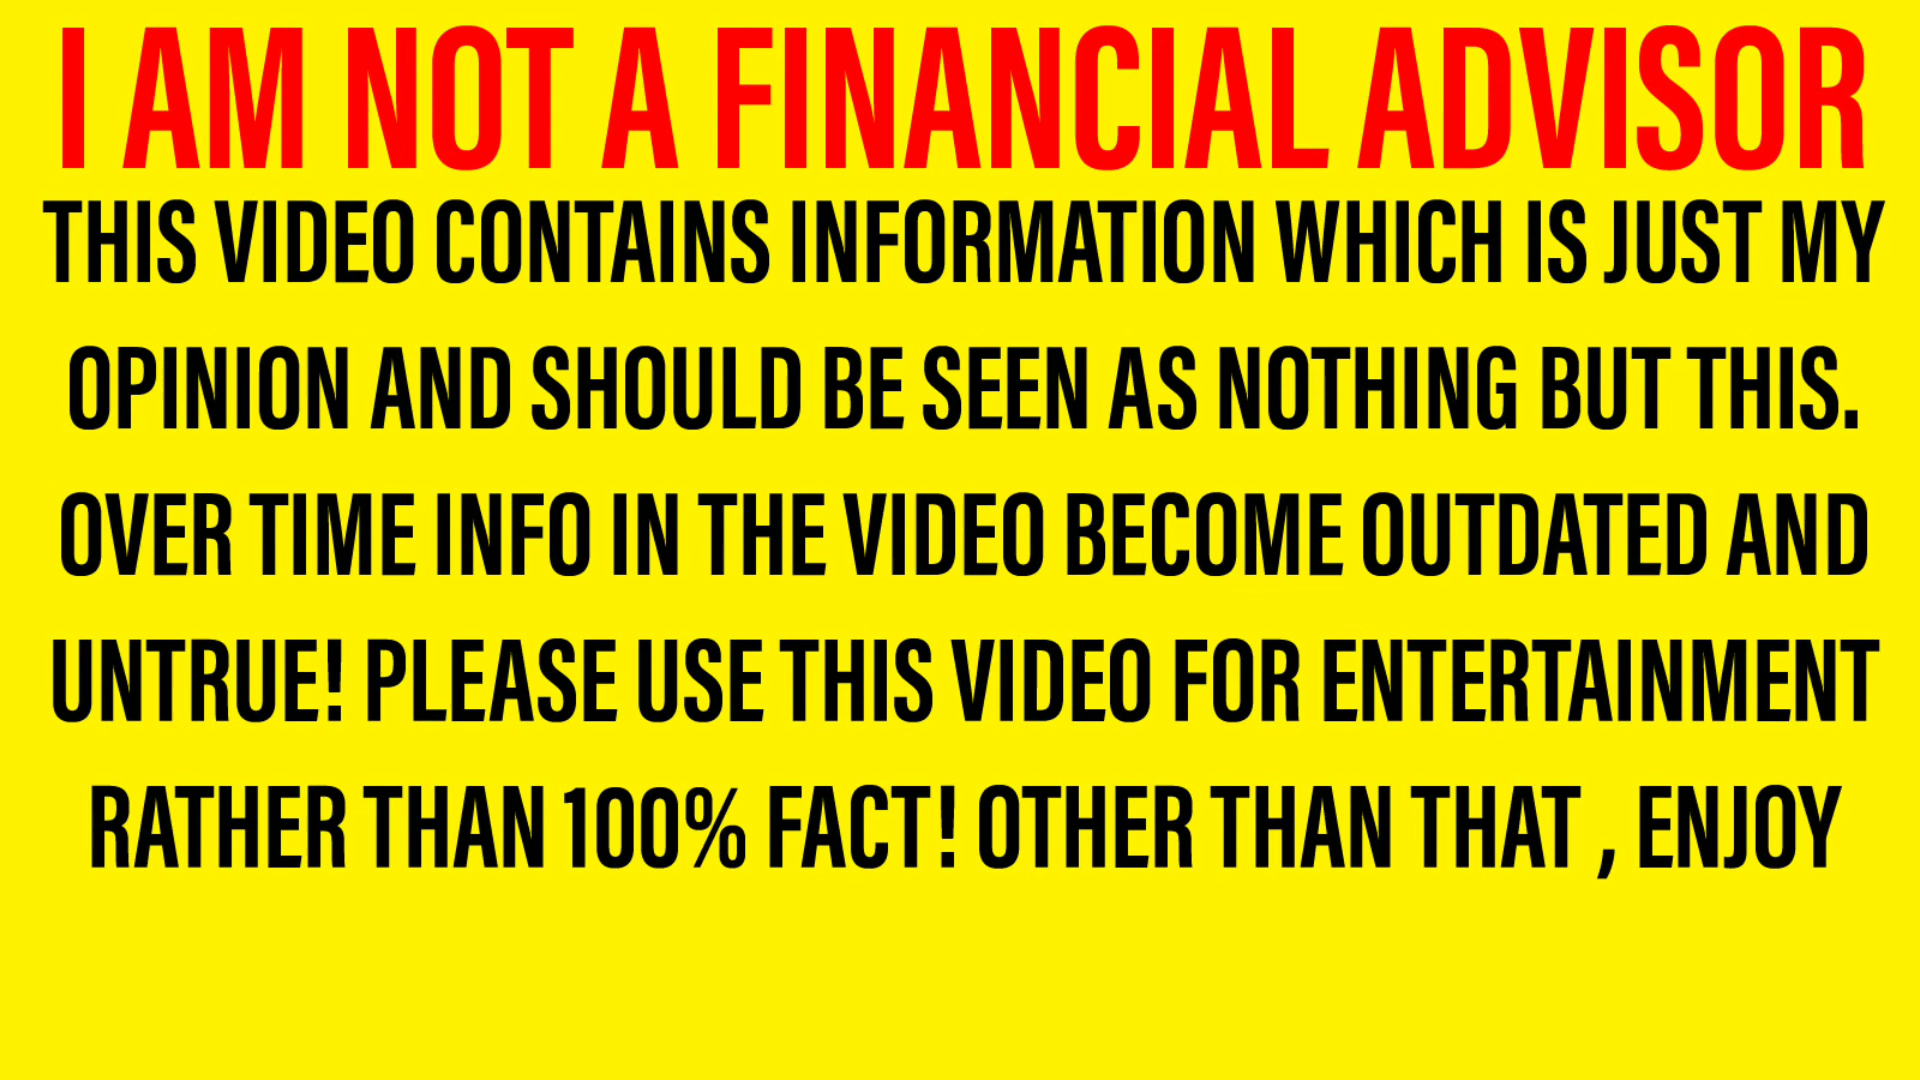 I AM NOT A FINANCIAL ADVISOR
THIS VIDEO CONTAINS INFORMATION WHICH IS JUST MY
OPINION AND SHOULD BE SEEN AS NOTHING BUT THIS.
OVER TIME INFO IN THE VIDEO BECOME OUTDATED AND
UNTRUE! PLEASE USE THIS VIDEO FOR ENTERTAINMENT
RATHER THAN 100% FACT! OTHER THAN THAT , ENJOY